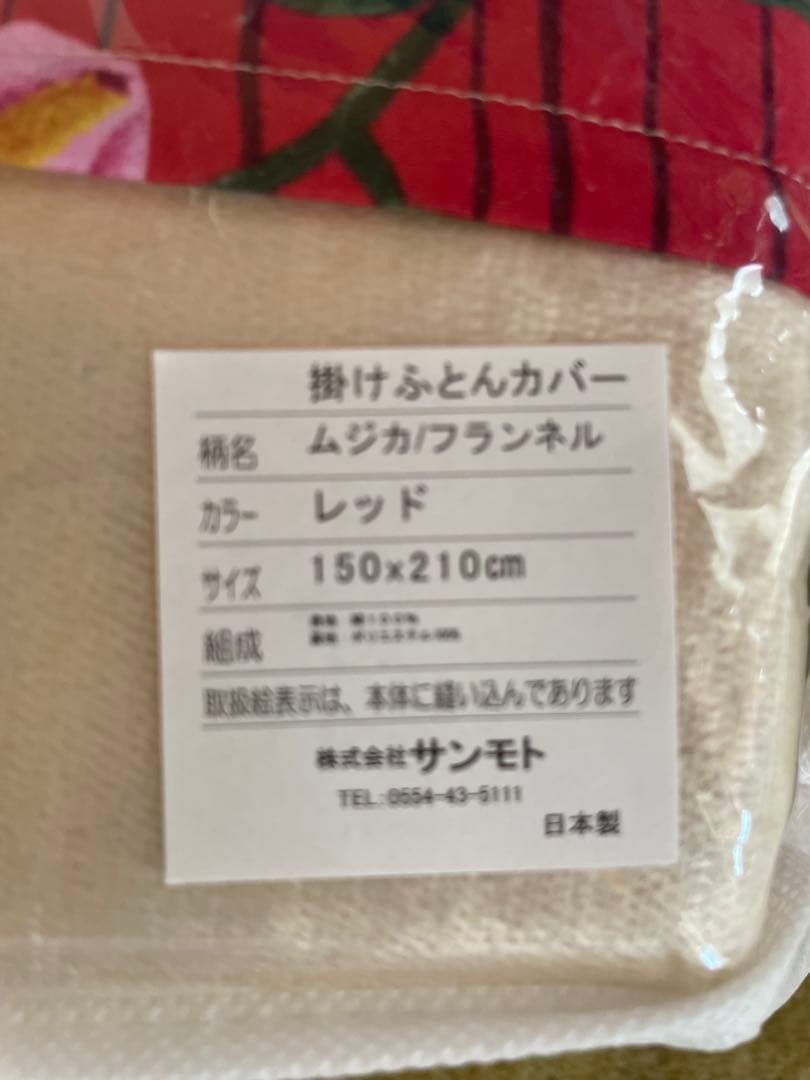 掛けふとんカバー
柄名 ムジカ/フランネル
カラー レッド
サイズ 150x210cm
組成
取扱絵表示は、本体に縫い込んであります
株式会社サンモト
TEL:0554-43-5111
日本製